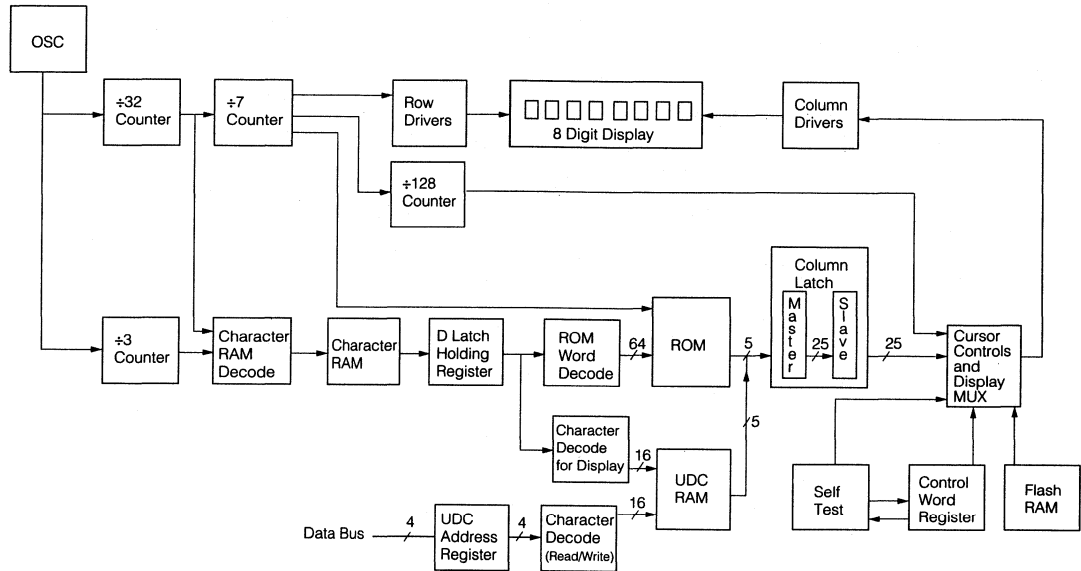 OSC
÷32
Counter
÷7
Counter
Row
Drivers
8 Digit Display
Column
Drivers
÷128
Counter
Column
Latch
Master
Slave
25
25
÷3
Counter
Character
RAM
Decode
Character
RAM
D Latch
Holding
Register
ROM
Word
Decode
64
ROM
5
Cursor
Controls
and
Display
MUX
5
Character
Decode
for Display
16
UDC
RAM
Self
Test
Control
Word
Register
Flash
RAM
Data Bus
4
UDC
Address
Register
4
Character
Decode
(Read/Write)
16